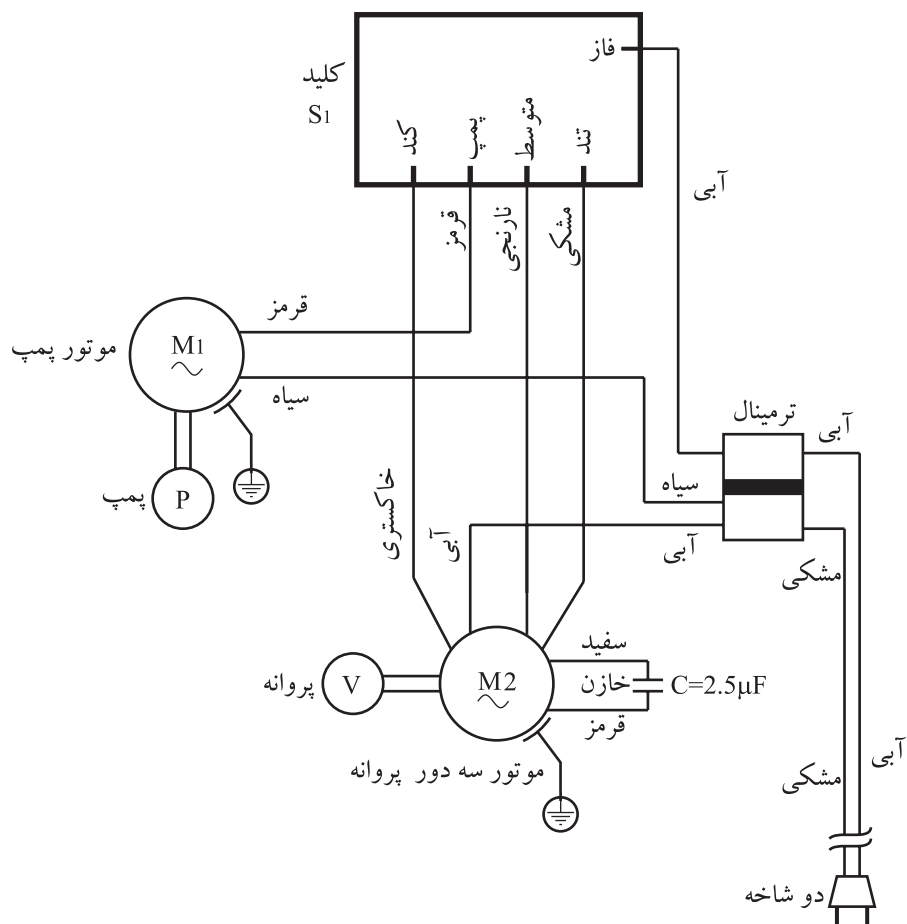 فاز
کلید
S1
کند
پمپ
متوسط
تند
قرمز
نارنجی
مشکی
آبی
قرمز
M1
موتور پمپ
سیاه
ترمینال
آبی
سیاه
P
پمپ
خاکستری
آبی
آبی
مشکی
سفید
M2
خازن C=2.5µF
V
پروانه
قرمز
موتور سه دور پروانه
آبی
مشکی
دو شاخه